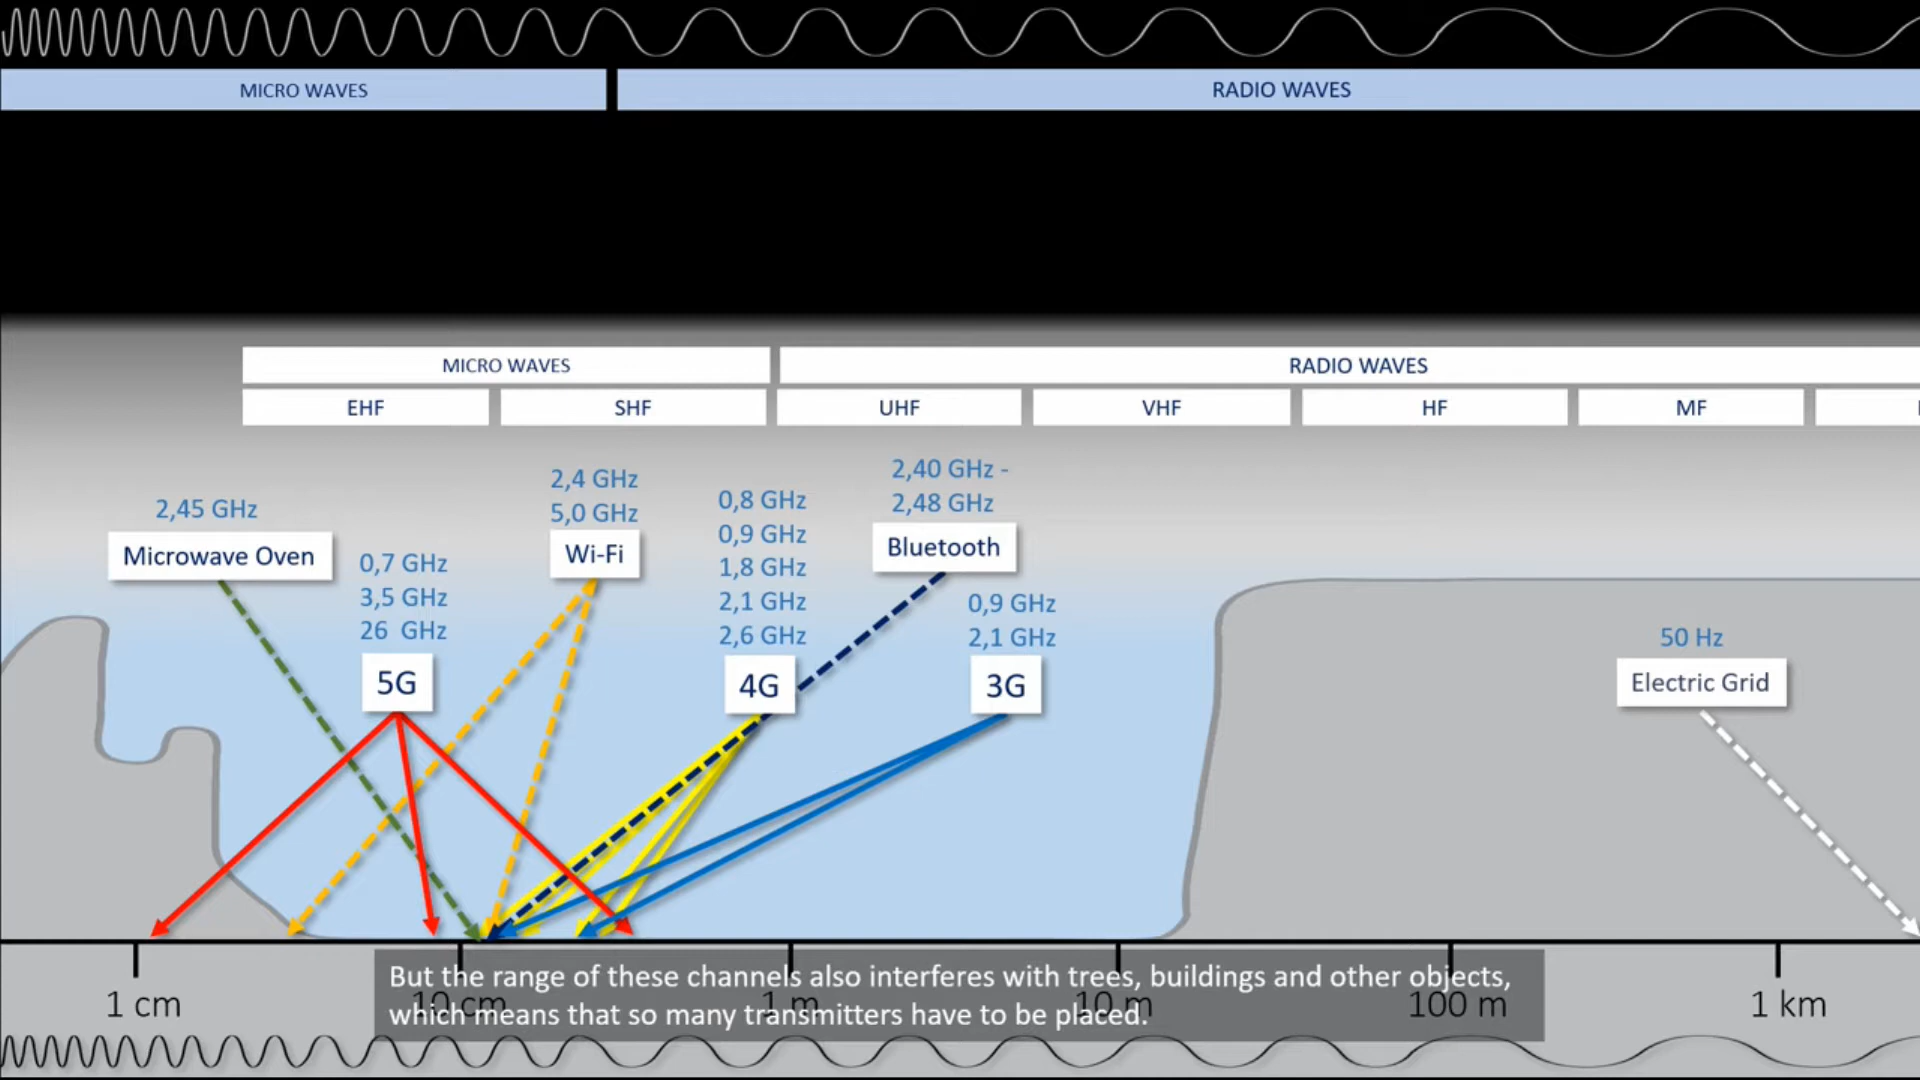 MICRO WAVES
RADIO WAVES
MICRO WAVES
RADIO WAVES
EHF
SHF
UHF
VHF
HF
MF
2,45 GHz
Microwave Oven
0,7 GHz
3,5 GHz
26 GHz
5G
2,4 GHz
5,0 GHz
Wi-Fi
0,8 GHz
0,9 GHz
1,8 GHz
2,1 GHz
2,6 GHz
4G
2,40 GHz -
2,48 GHz
Bluetooth
0,9 GHz
2,1 GHz
3G
50 Hz
Electric Grid
1 cm
10 cm
1 m
10 m
100 m
1 km
But the range of these channels also interferes with trees, buildings and other objects,
which means that so many transmitters have to be placed.